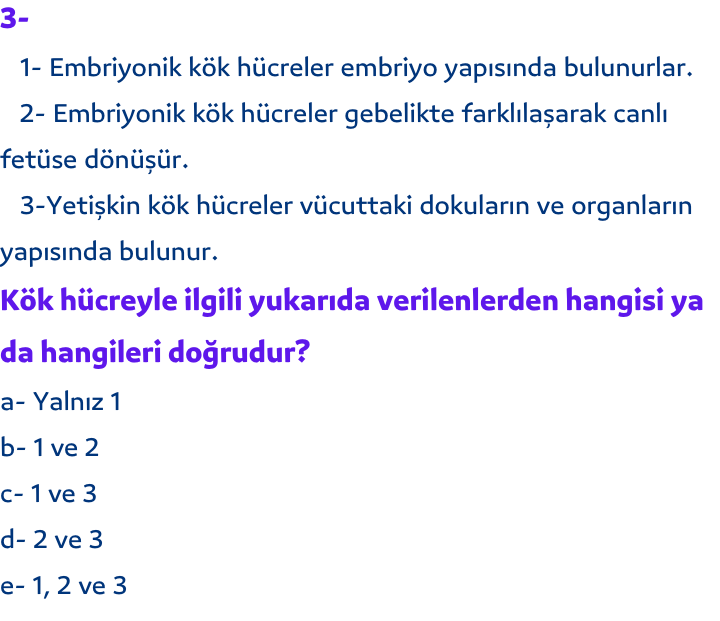 3-
1- Embriyonik kök hücreler embriyo yapısında bulunurlar.
2- Embriyonik kök hücreler gebelikte farklılaşarak canlı
fetüse dönüşür.
3-Yetişkin kök hücreler vücuttaki dokuların ve organların
yapısında bulunur.
Kök hücreyle ilgili yukarıda verilenlerden hangisi ya
da hangileri doğrudur?
a- Yalnız 1
b- 1 ve 2
c- 1 ve 3
d- 2 ve 3
e- 1, 2 ve 3